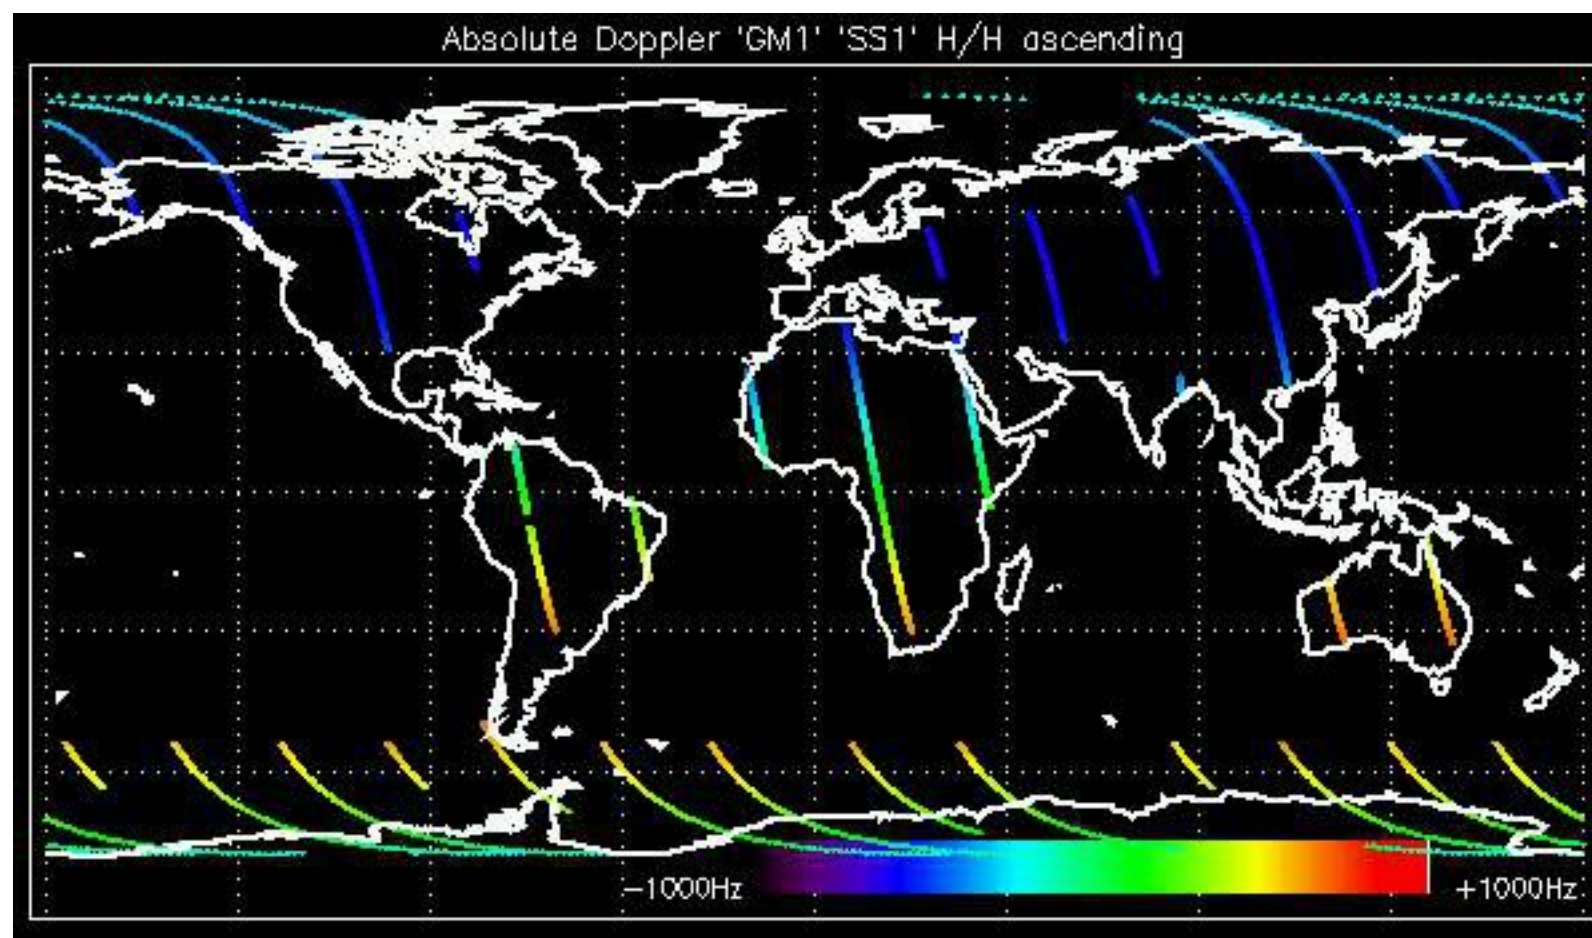 Absolute Doppler 'GM1' 'SS1' H/H ascending
-1000Hz +1000Hz